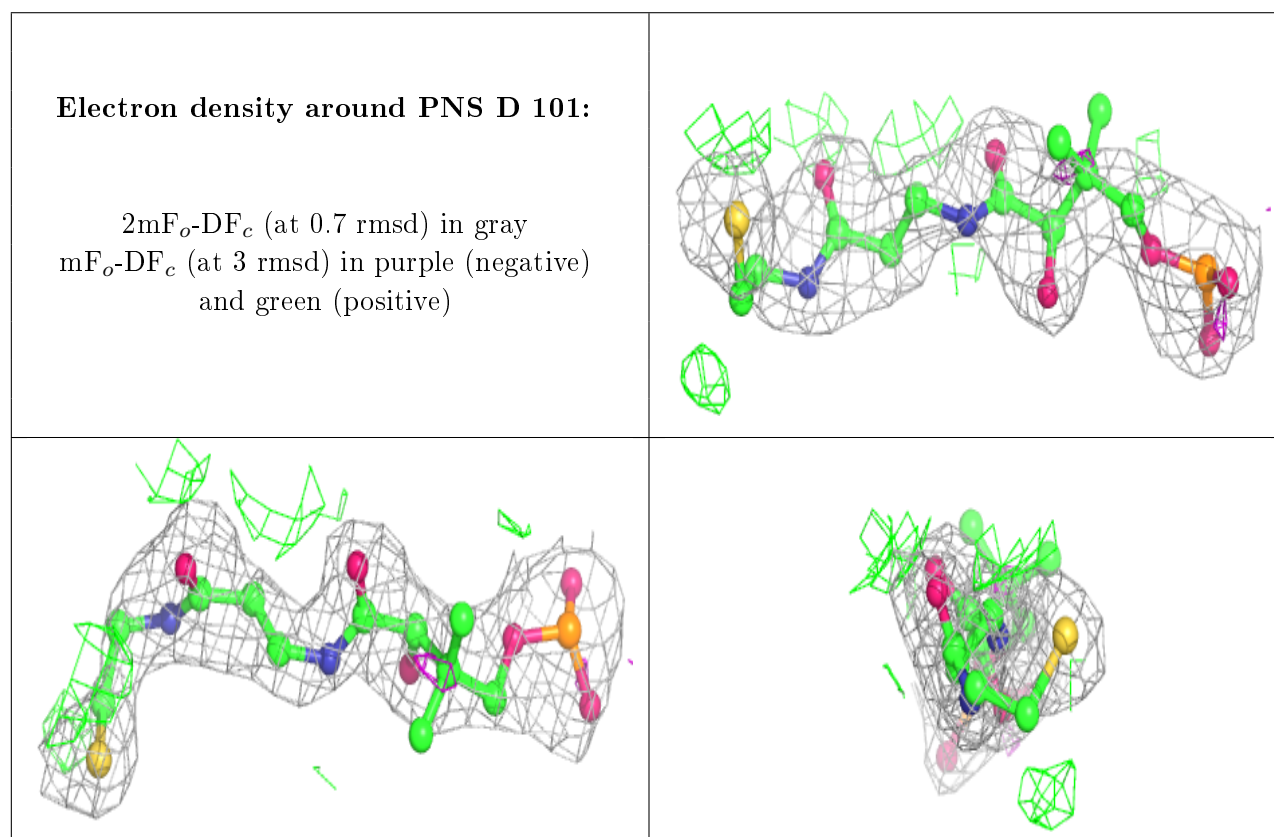 Electron density around PNS D 101:
2mFo-DFc (at 0.7 rmsd) in gray
mFo-DFc (at 3 rmsd) in purple (negative)
and green (positive)